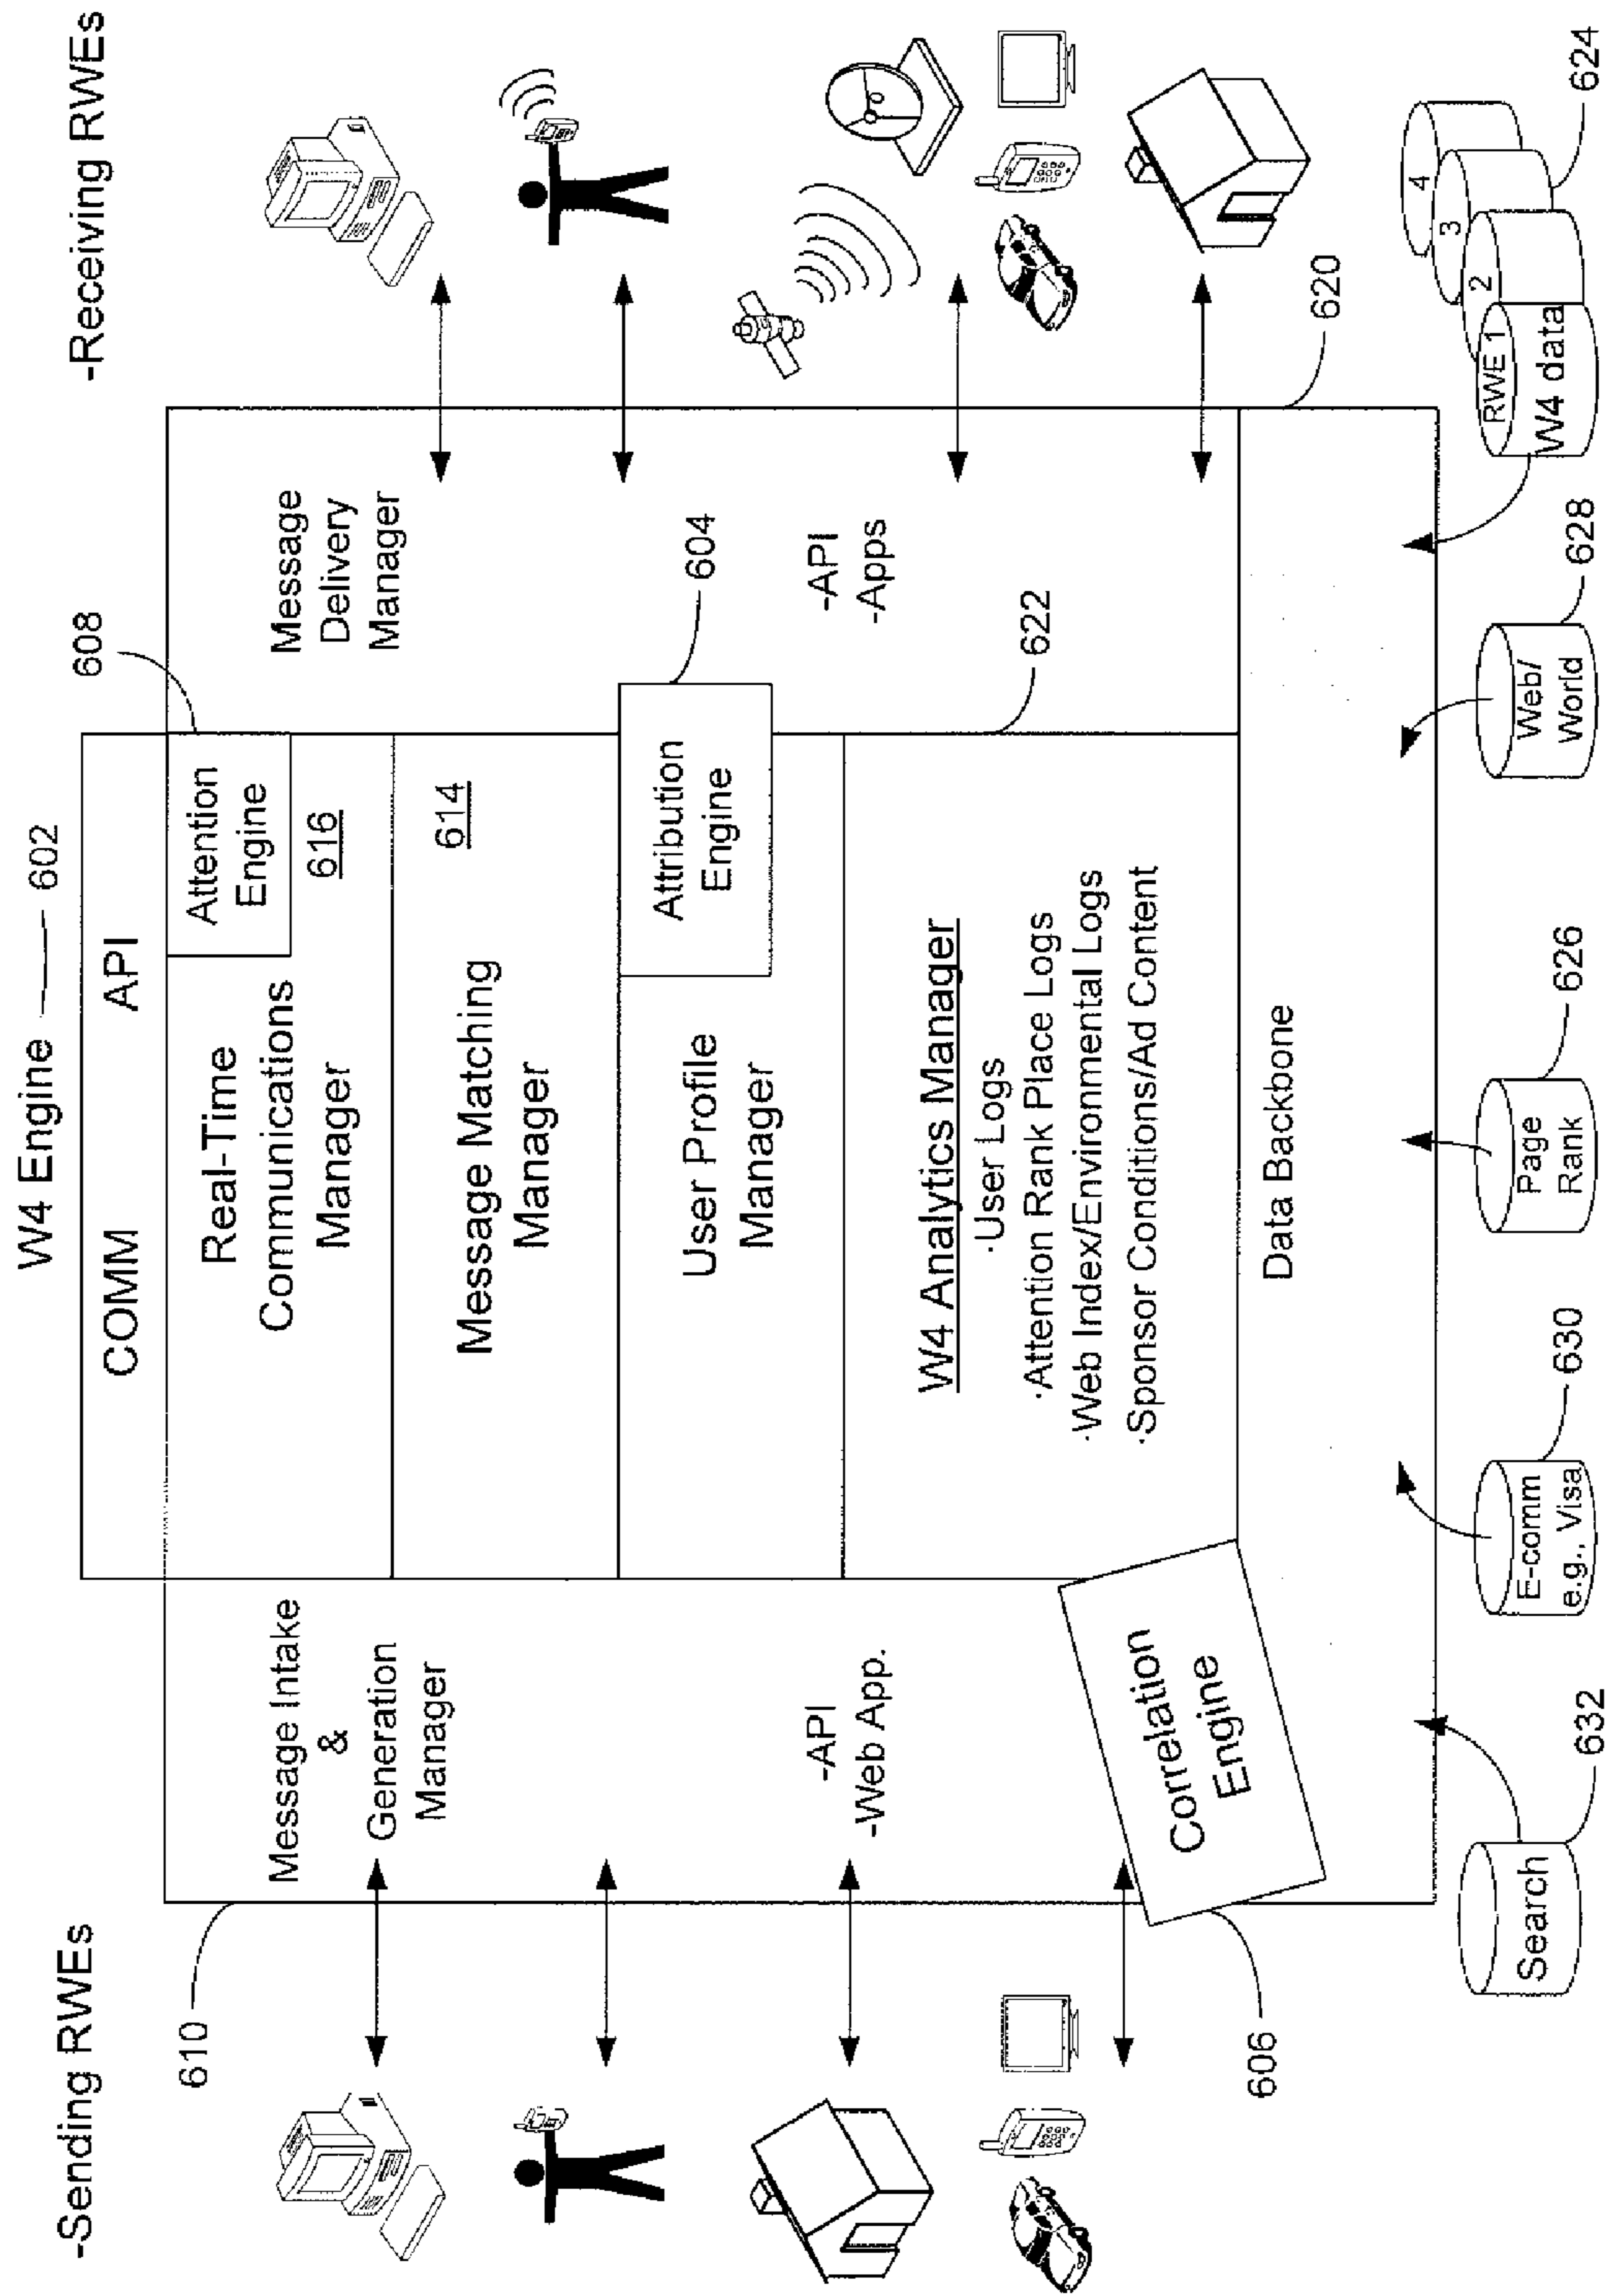 W4 Engine 602
-Sending RWEs
-Receiving RWEs
COMM API
610
608
Message Intake
&
Generation
Manager
-API
-Web App.
Real-Time
Communications
Manager
Attention
Engine
616
Message Matching
Manager
614
User Profile
Manager
Attribution
Engine
604
W4 Analytics Manager
·User Logs
·Attention Rank Place Logs
·Web Index/Environmental Logs
·Sponsor Conditions/Ad Content
622
Message
Delivery
Manager
-API
-Apps
Correlation
Engine
606
Data Backbone
620
Search
632
E-comm
e.g., Visa
630
Page
Rank
626
Web/
World
628
RWE 1
W4 data
2
3
4
624